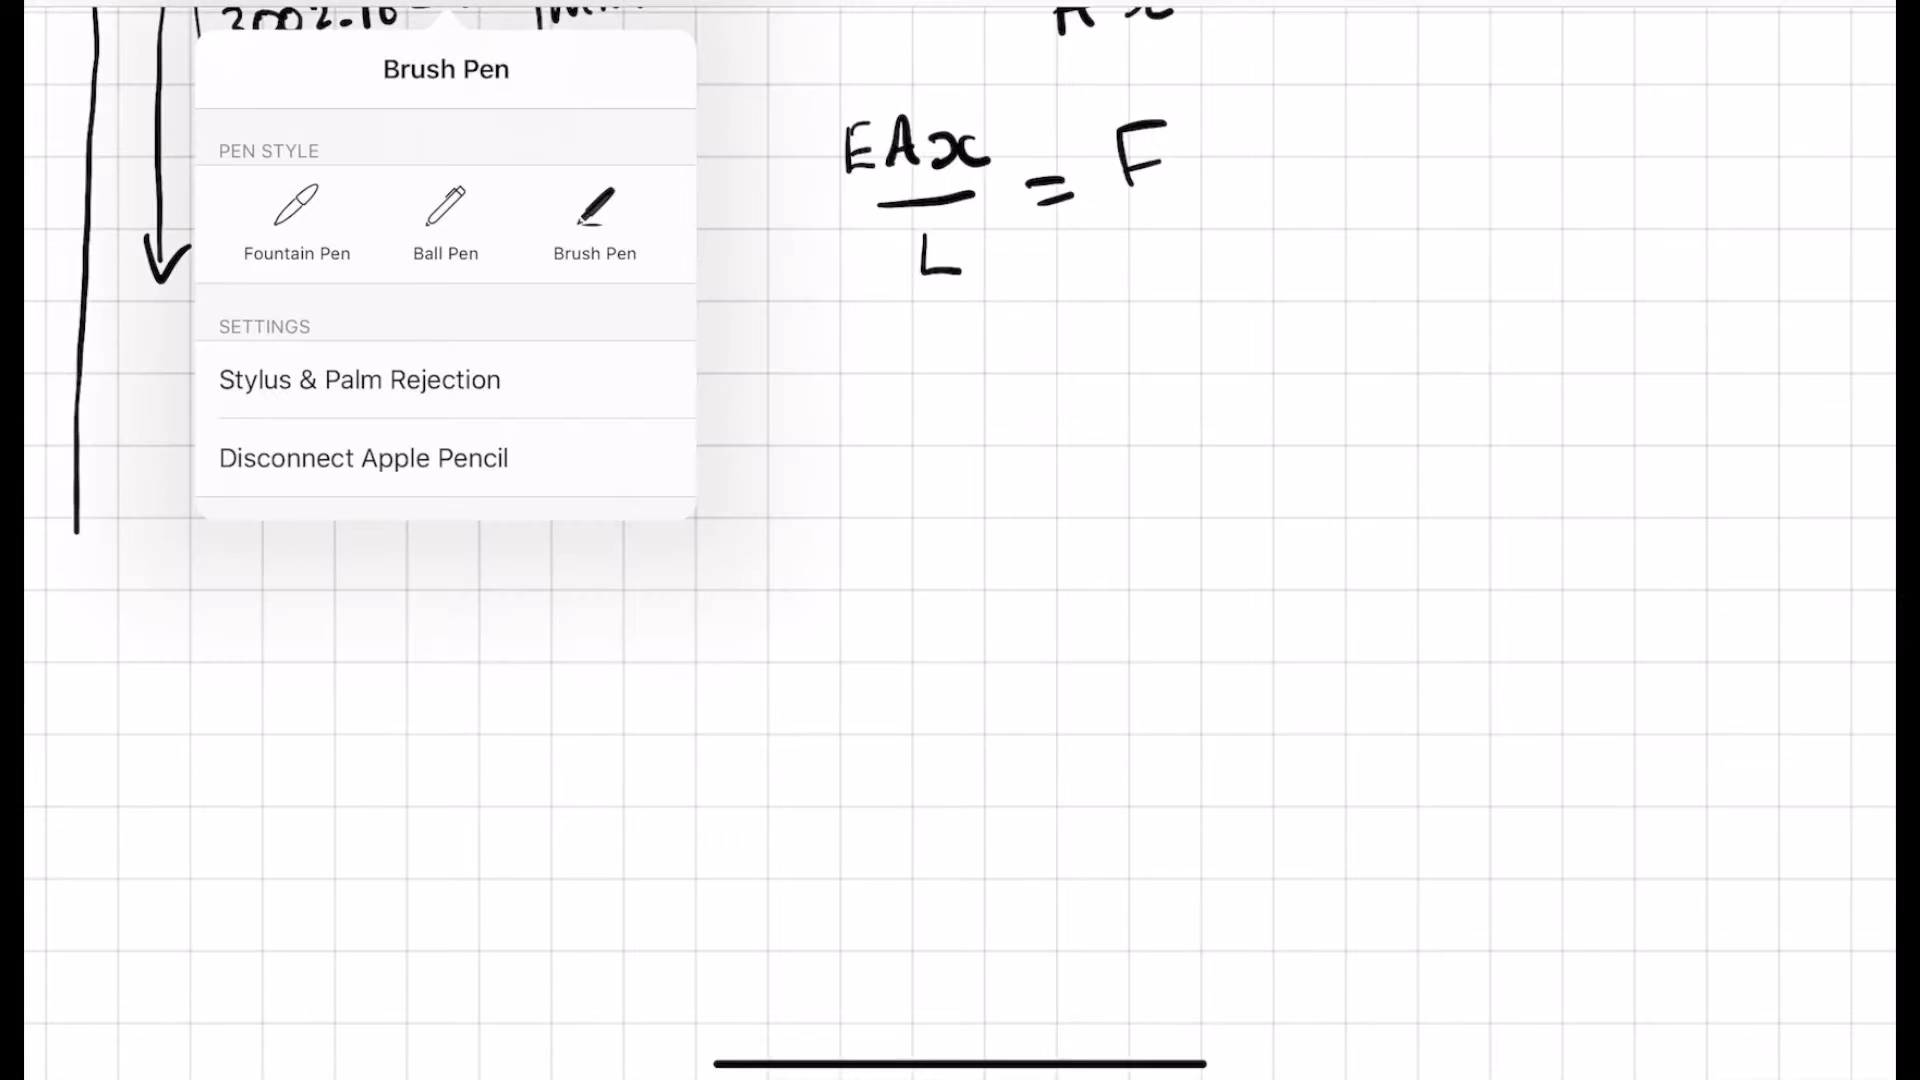 Brush Pen
PEN STYLE
Fountain Pen
Ball Pen
Brush Pen
SETTINGS
Stylus & Palm Rejection
Disconnect Apple Pencil
EAx
= F
L